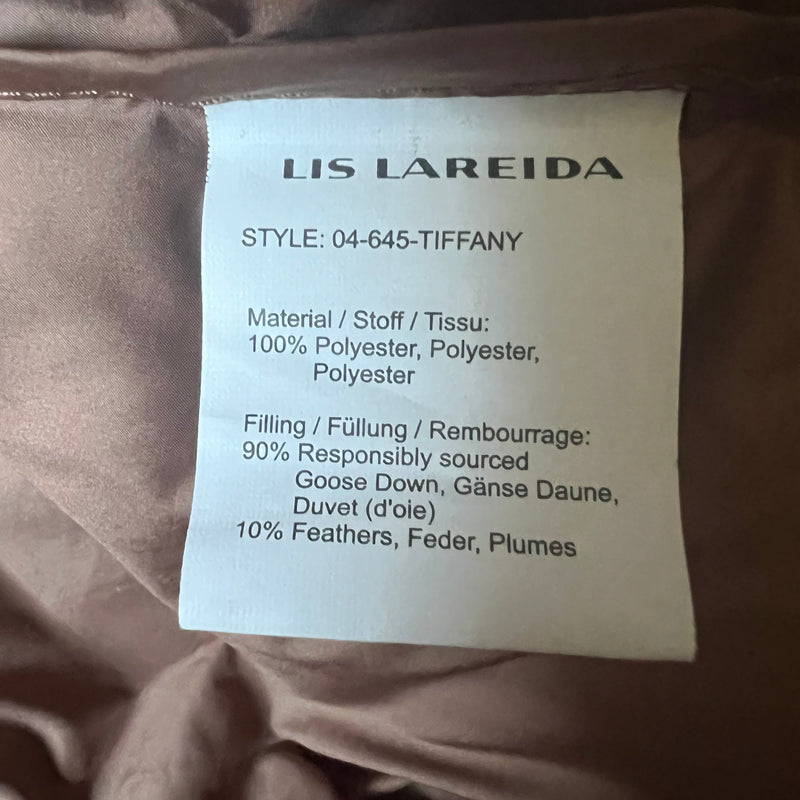 LIS LAREIDA
STYLE: 04-645-TIFFANY
Material / Stoff / Tissu:
100% Polyester, Polyester,
Polyester
Filling / Füllung / Rembourrage:
90% Responsibly sourced
Goose Down, Gänse Daune,
Duvet (d'oie)
10% Feathers, Feder, Plumes